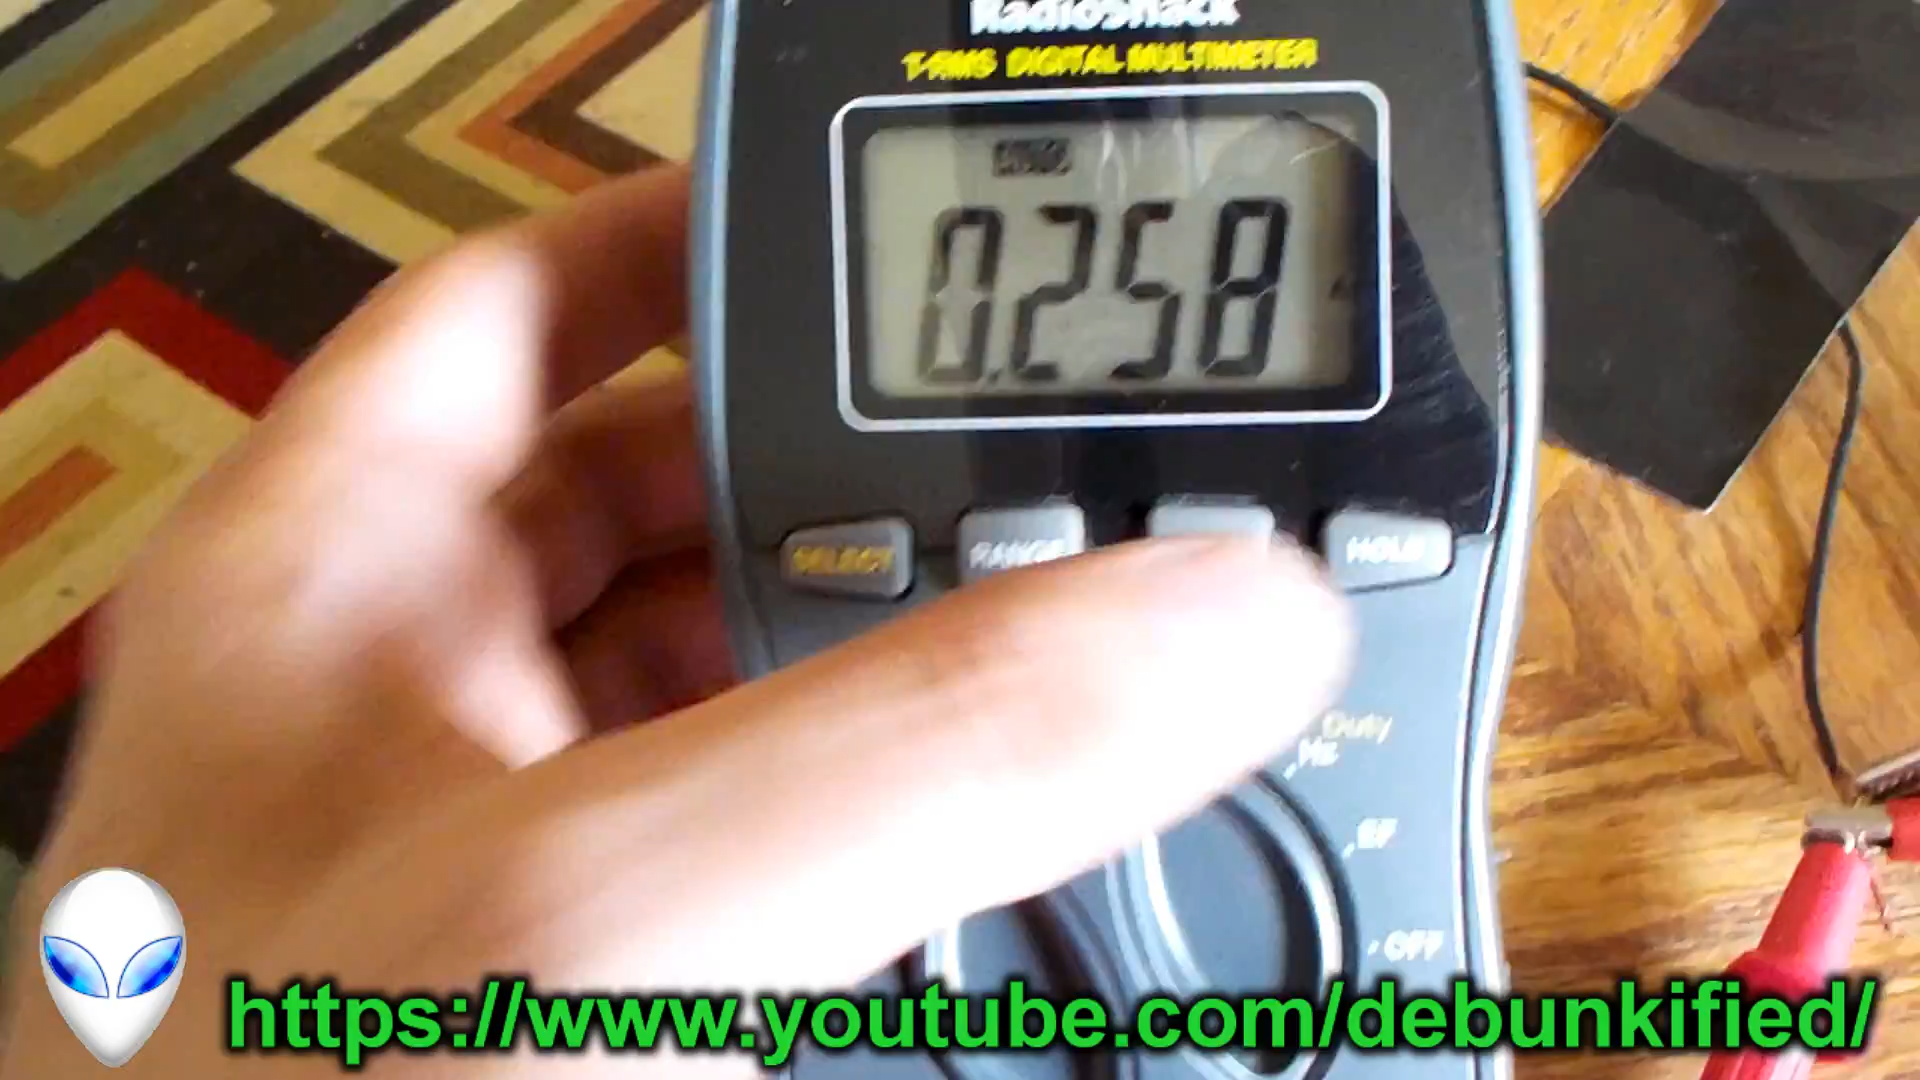 RadioShack
T-RMS DIGITAL MULTIMETER
0.258
SELECT
RANGE
HOLD
Duty
Hz
OFF
https://www.youtube.com/debunkified/